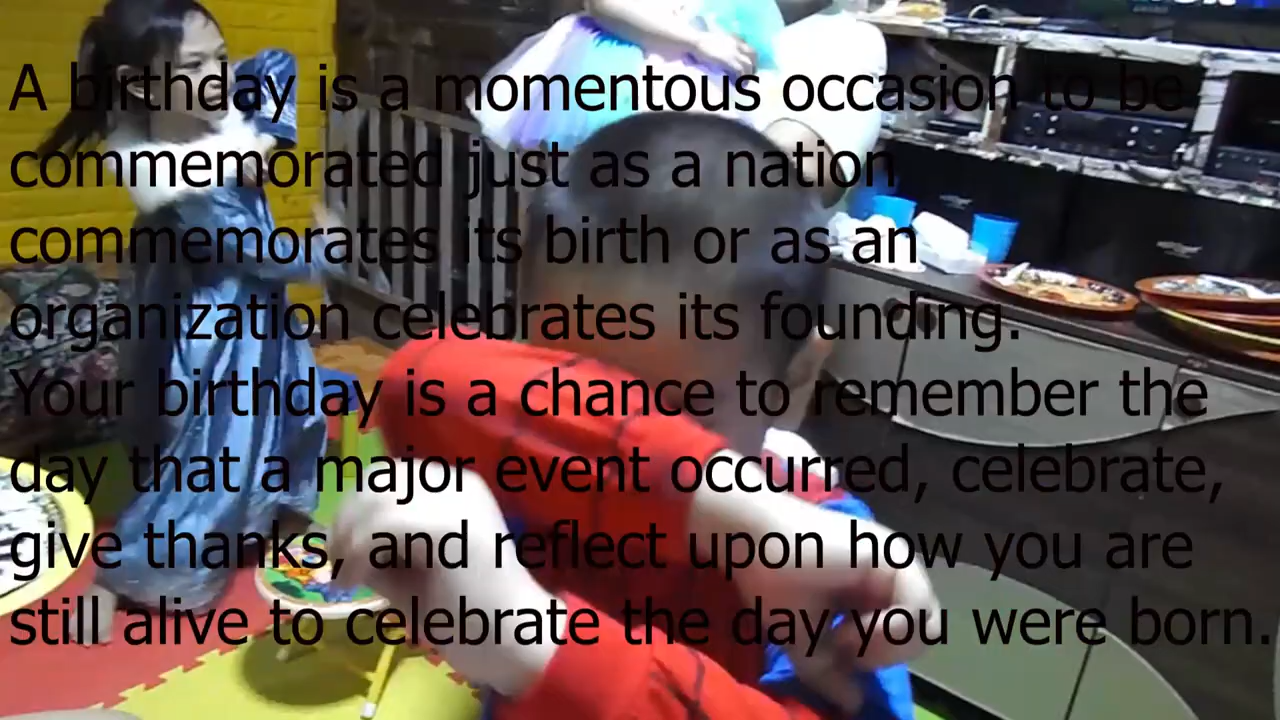 A birthday is a momentous occasion to be
commemorated just as a nation
commemorates its birth or as an
organization celebrates its founding.
Your birthday is a chance to remember the
day that a major event occurred, celebrate,
give thanks, and reflect upon how you are
still alive to celebrate the day you were born.